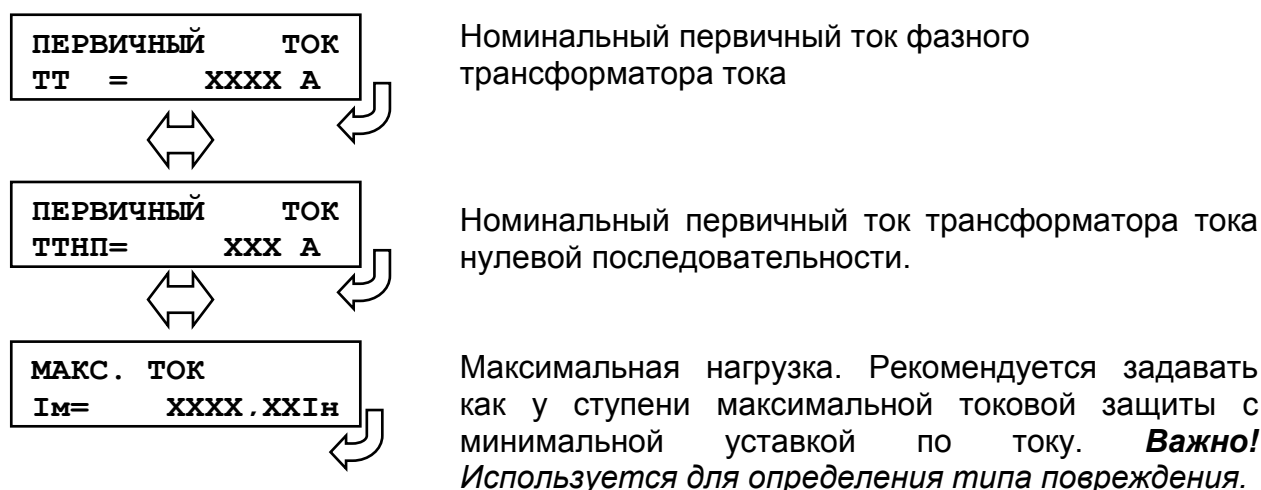 ПЕРВИЧНЫЙ ТОК
ТТ = XXXX А
Номинальный первичный ток фазного
трансформатора тока
ПЕРВИЧНЫЙ ТОК
ТТНП= XXX А
Номинальный первичный ток трансформатора тока
нулевой последовательности.
МАКС. ТОК
Iм= XXXX,XXIн
Максимальная нагрузка. Рекомендуется задавать
как у ступени максимальной токовой защиты с
минимальной уставкой по току. Важно!
Используется для определения типа повреждения.